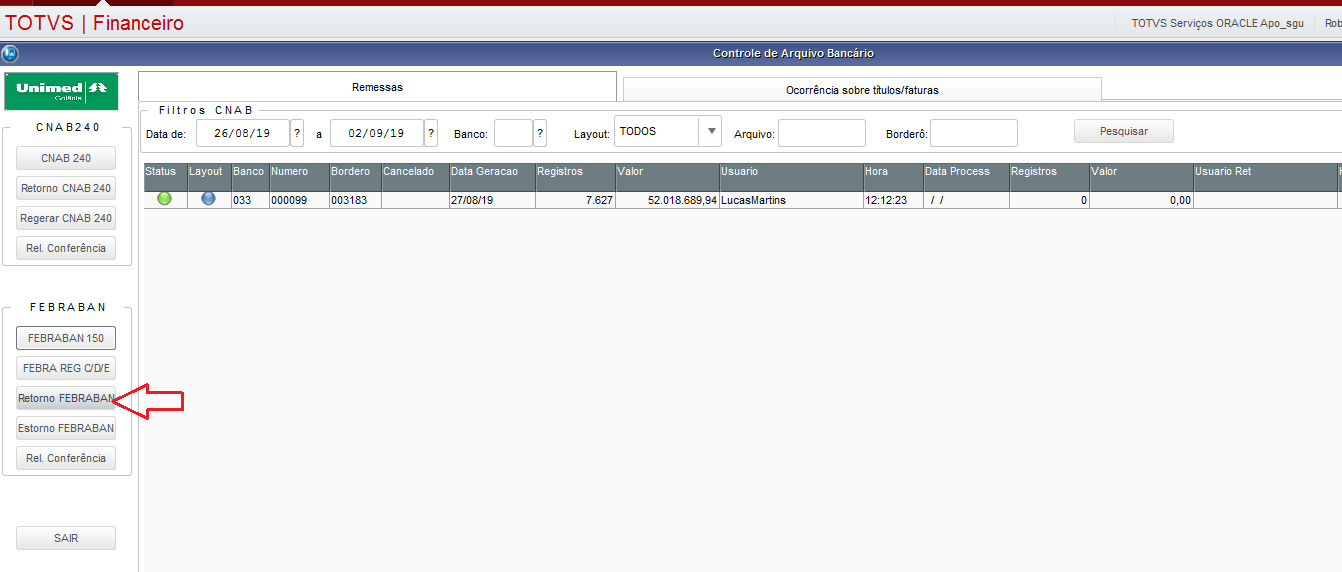 TOTVS | Financeiro
TOTVS Serviços ORACLE Apo_sgu
Rob
Controle de Arquivo Bancário
Unimed
Goiânia
CNAB240
CNAB 240
Retorno CNAB 240
Regerar CNAB 240
Rel. Conferência
FEBRABAN
FEBRABAN 150
FEBRA REG C/D/E
Retorno FEBRABAN
Estorno FEBRABAN
Rel. Conferência
SAIR
Remessas
Ocorrência sobre títulos/faturas
Filtros CNAB
Data de: 26/08/19 ? a 02/09/19 ? Banco: ? Layout: TODOS Arquivo: Borderô: Pesquisar
Status Layout Banco Numero Bordero Cancelado Data Geracao Registros Valor Usuario Hora Data Process Registros Valor Usuario Ret
033 000099 003183 27/08/19 7.627 52.018.689,94 LucasMartins 12:12:23 / / 0 0,00